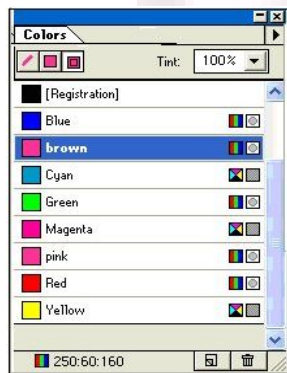 Colors
Tint: 100%
[Registration]
Blue
brown
Cyan
Green
Magenta
pink
Red
Yellow
250:60:160